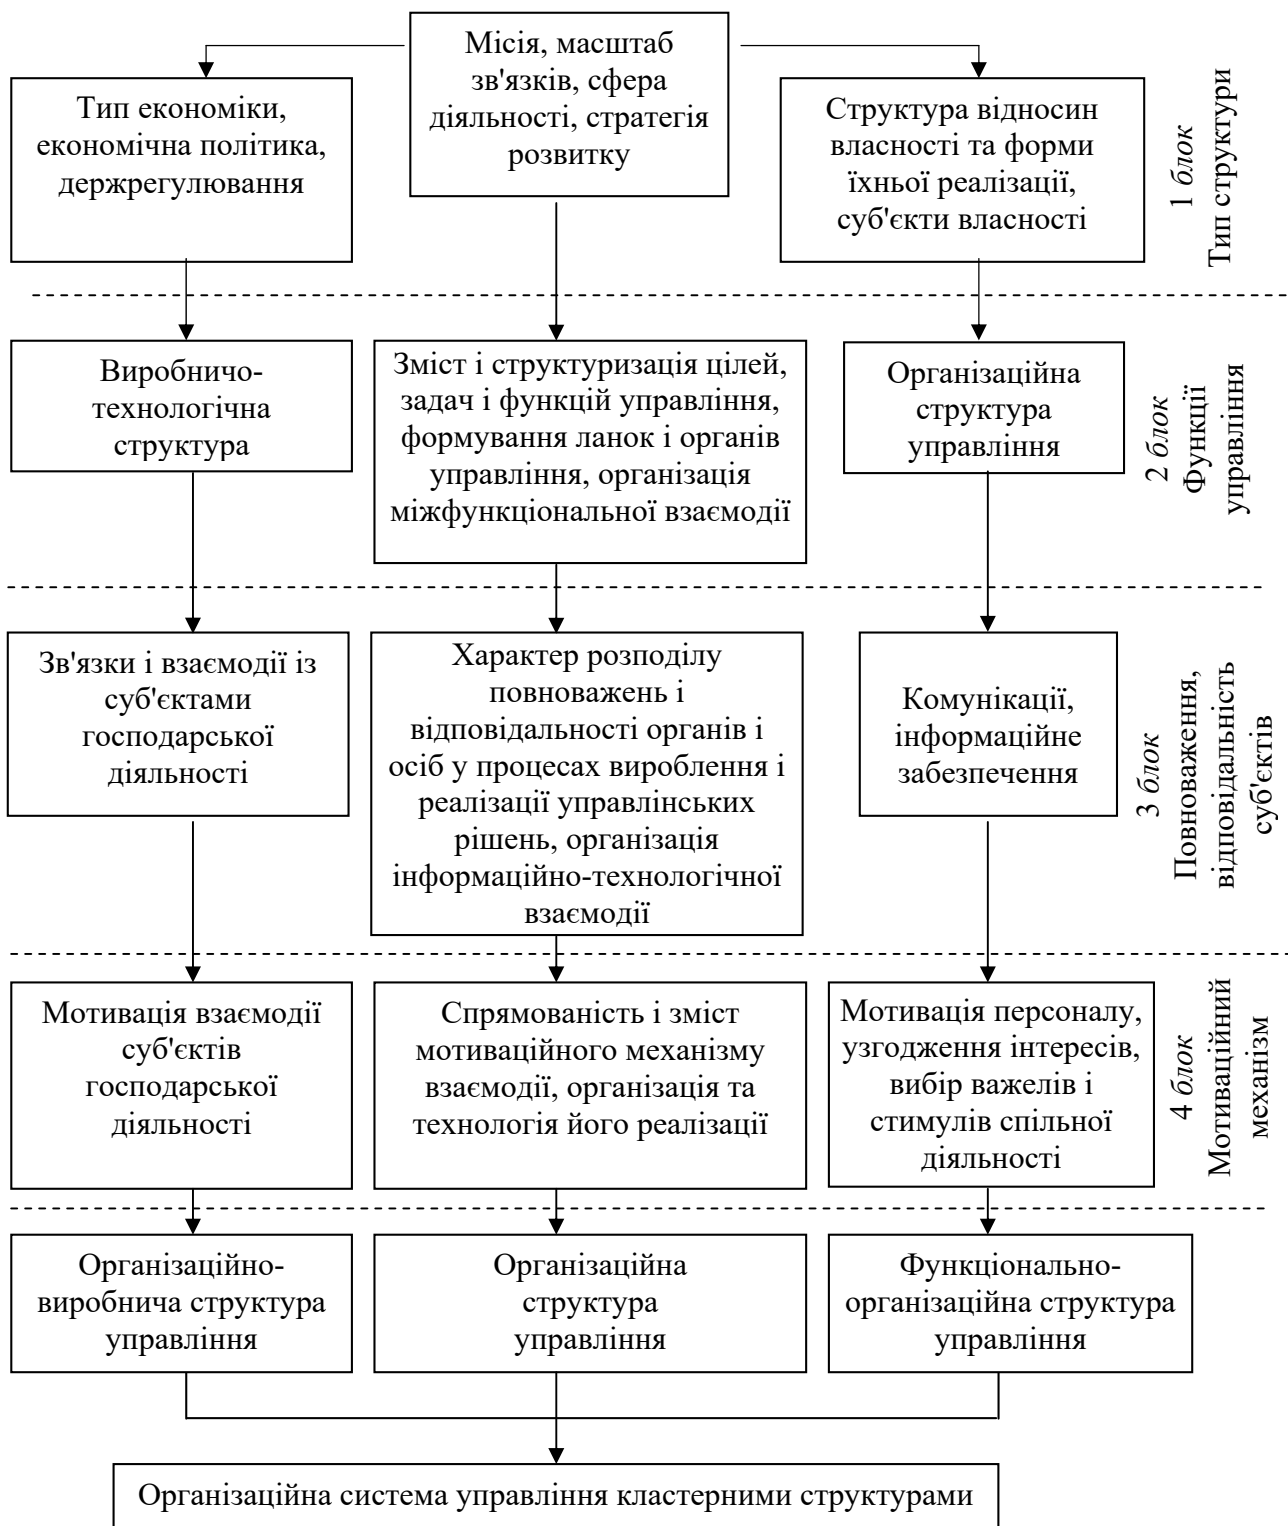 Місія, масштаб
зв'язків, сфера
діяльності, стратегія
розвитку
Тип економіки,
економічна політика,
держрегулювання
Структура відносин
власності та форми
їхньої реалізації,
суб'єкти власності
1 блок
Тип структури
Виробничо-
технологічна
структура
Зміст і структуризація цілей,
задач і функцій управління,
формування ланок і органів
управління, організація
міжфункціональної взаємодії
Організаційна
структура
управління
2 блок
Функції
управління
Зв'язки і взаємодії із
суб'єктами
господарської
діяльності
Характер розподілу
повноважень і
відповідальності органів і
осіб у процесах вироблення і
реалізації управлінських
рішень, організація
інформаційно-технологічної
взаємодії
Комунікації,
інформаційне
забезпечення
3 блок
Повноваження,
відповідальність
суб'єктів
Мотивація взаємодії
суб'єктів
господарської
діяльності
Спрямованість і зміст
мотиваційного механізму
взаємодії, організація та
технологія його реалізації
Мотивація персоналу,
узгодження інтересів,
вибір важелів і
стимулів спільної
діяльності
4 блок
Мотиваційний
механізм
Організаційно-
виробнича структура
управління
Організаційна
структура
управління
Функціонально-
організаційна структура
управління
Організаційна система управління кластерними структурами